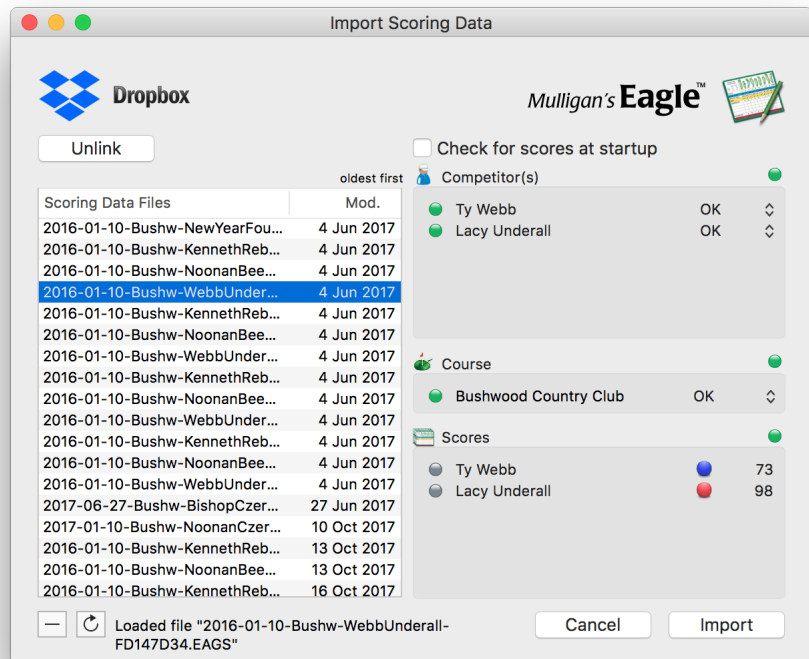 Import Scoring Data
Dropbox
Mulligan's Eagle™
Unlink
Check for scores at startup
oldest first
Competitor(s)
Scoring Data Files Mod.
2016-01-10-Bushw-NewYearFou... 4 Jun 2017
2016-01-10-Bushw-KennethReb... 4 Jun 2017
2016-01-10-Bushw-NoonanBee... 4 Jun 2017
2016-01-10-Bushw-WebbUnder... 4 Jun 2017
2016-01-10-Bushw-KennethReb... 4 Jun 2017
2016-01-10-Bushw-NoonanBee... 4 Jun 2017
2016-01-10-Bushw-WebbUnder... 4 Jun 2017
2016-01-10-Bushw-KennethReb... 4 Jun 2017
2016-01-10-Bushw-NoonanBee... 4 Jun 2017
2016-01-10-Bushw-WebbUnder... 4 Jun 2017
2016-01-10-Bushw-KennethReb... 4 Jun 2017
2016-01-10-Bushw-NoonanBee... 4 Jun 2017
2016-01-10-Bushw-WebbUnder... 4 Jun 2017
2017-06-27-Bushw-BishopCzer... 27 Jun 2017
2017-01-10-Bushw-NoonanCzer... 10 Oct 2017
2016-01-10-Bushw-KennethReb... 13 Oct 2017
2016-01-10-Bushw-NoonanBee... 13 Oct 2017
2016-01-10-Bushw-KennethReb... 16 Oct 2017
Ty Webb OK
Lacy Underall OK
Course
Bushwood Country Club OK
Scores
Ty Webb 73
Lacy Underall 98
Loaded file "2016-01-10-Bushw-WebbUnderall-
FD147D34.EAGS"
Cancel
Import